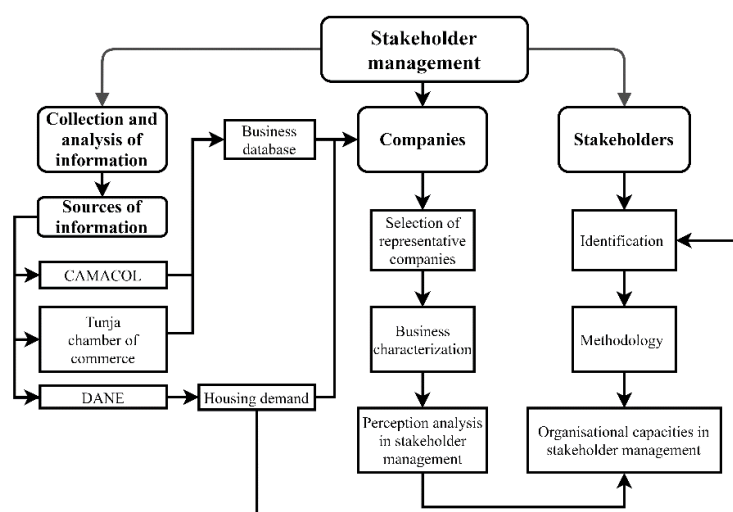 Stakeholder
management
Collection and
analysis of
information
Business
database
Companies
Stakeholders
Sources of
information
Selection of
representative
companies
Identification
CAMACOL
Tunja
chamber of
commerce
Business
characterization
Methodology
DANE
Housing demand
Perception analysis
in stakeholder
management
Organisational capacities in
stakeholder management